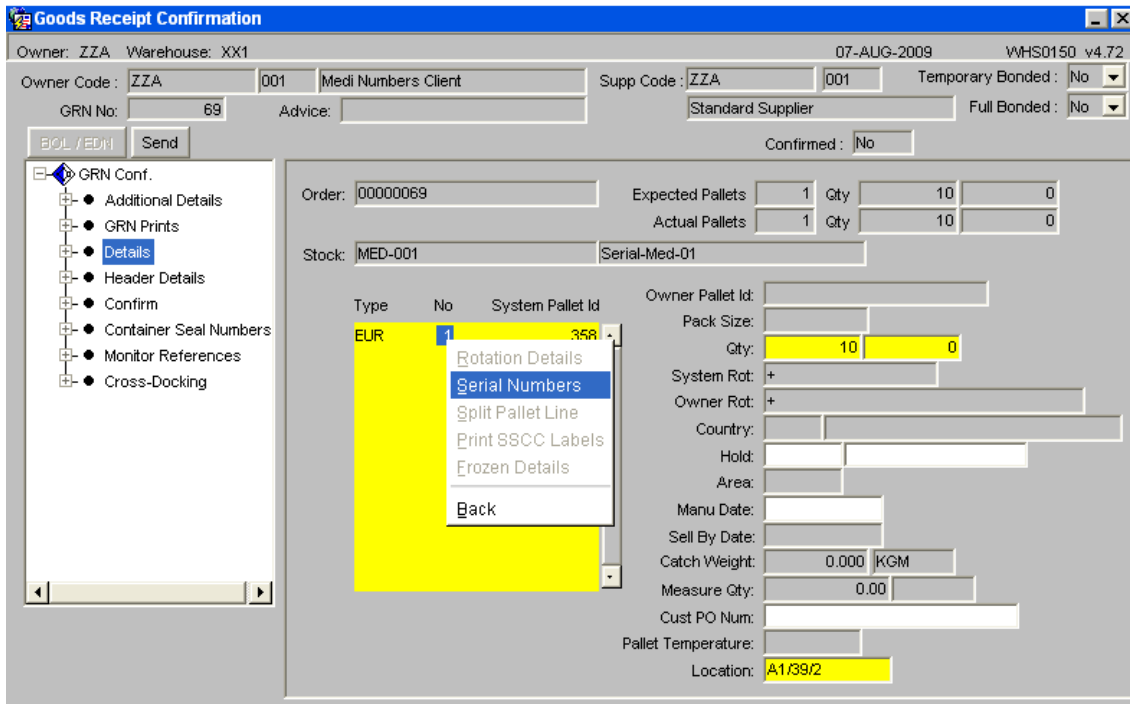 Goods Receipt Confirmation
Owner: ZZA Warehouse: XX1 07-AUG-2009 WHS0150 v4.72
Owner Code : ZZA 001 Medi Numbers Client Supp Code : ZZA 001 Temporary Bonded : No
GRN No: 69 Advice: Standard Supplier Full Bonded : No
BOL / EDN Send Confirmed : No
GRN Conf.
Additional Details
GRN Prints
Details
Header Details
Confirm
Container Seal Numbers
Monitor References
Cross-Docking
Order: 00000069 Expected Pallets 1 Qty 10 0
Actual Pallets 1 Qty 10 0
Stock: MED-001 Serial-Med-01
Type No System Pallet Id
EUR 1 358
Rotation Details
Serial Numbers
Split Pallet Line
Print SSCC Labels
Frozen Details
Back
Owner Pallet Id:
Pack Size:
Qty: 10 0
System Rot: +
Owner Rot: +
Country:
Hold:
Area:
Manu Date:
Sell By Date:
Catch Weight: 0.000 KGM
Measure Qty: 0.00
Cust PO Num:
Pallet Temperature:
Location: A1/39/2